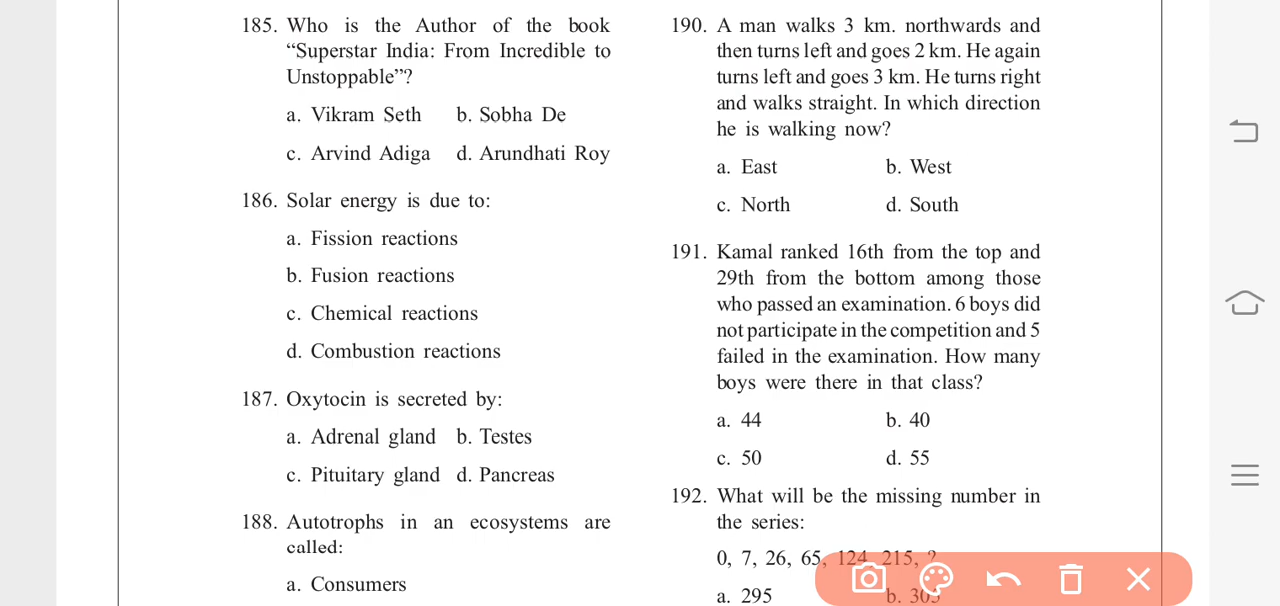 185. Who is the Author of the book
“Superstar India: From Incredible to
Unstoppable”?
a. Vikram Seth b. Sobha De
c. Arvind Adiga d. Arundhati Roy
186. Solar energy is due to:
a. Fission reactions
b. Fusion reactions
c. Chemical reactions
d. Combustion reactions
187. Oxytocin is secreted by:
a. Adrenal gland b. Testes
c. Pituitary gland d. Pancreas
188. Autotrophs in an ecosystems are
called:
a. Consumers
190. A man walks 3 km. northwards and
then turns left and goes 2 km. He again
turns left and goes 3 km. He turns right
and walks straight. In which direction
he is walking now?
a. East b. West
c. North d. South
191. Kamal ranked 16th from the top and
29th from the bottom among those
who passed an examination. 6 boys did
not participate in the competition and 5
failed in the examination. How many
boys were there in that class?
a. 44 b. 40
c. 50 d. 55
192. What will be the missing number in
the series:
0, 7, 26, 65, 124, 215, ?
a. 295 b. 305